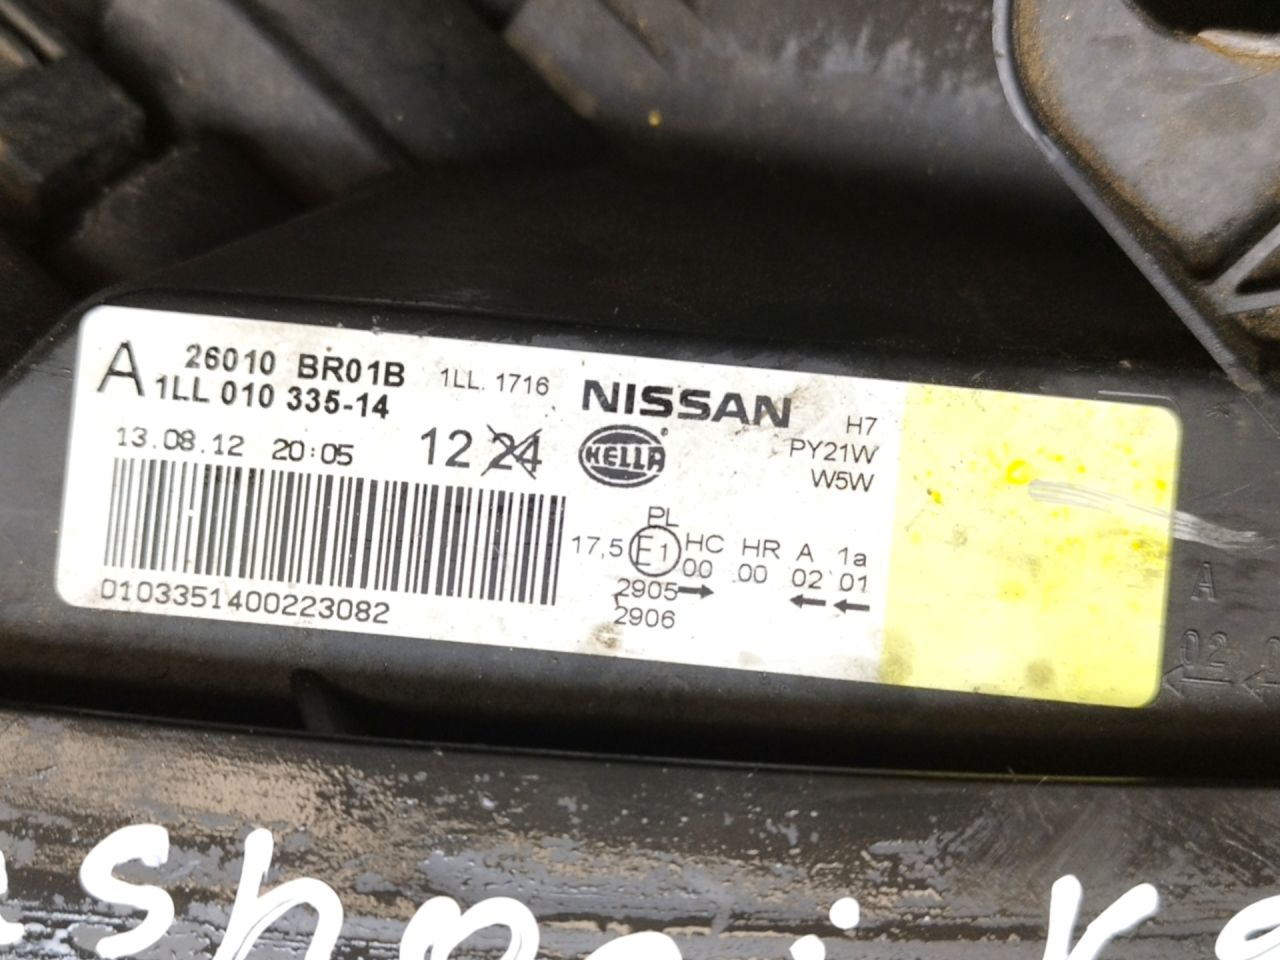 A
26010 BR01B
1LL 010 335-14
1LL. 1716
NISSAN
H7
PY21W
W5W
13.08.12 20:05
12 24
HELLA
PL
17,5 E1 HC HR A 1a
00 00 02 01
2905→ ← ←
2906
0103351400223082
A
02